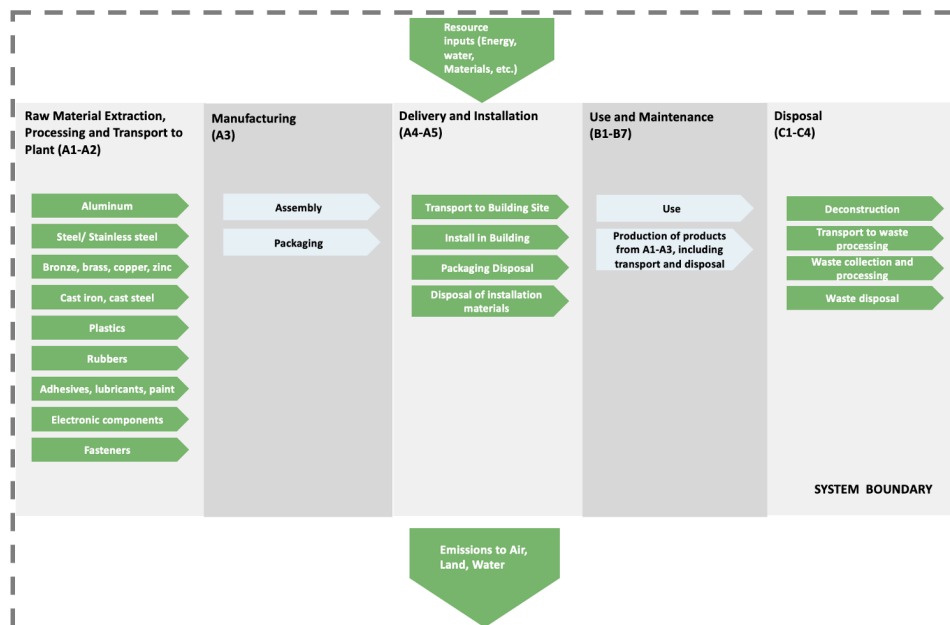 Resource
inputs (Energy,
water,
Materials, etc.)
Raw Material Extraction,
Processing and Transport to
Plant (A1-A2)
Aluminum
Steel/ Stainless steel
Bronze, brass, copper, zinc
Cast iron, cast steel
Plastics
Rubbers
Adhesives, lubricants, paint
Electronic components
Fasteners
Manufacturing
(A3)
Assembly
Packaging
Delivery and Installation
(A4-A5)
Transport to Building Site
Install in Building
Packaging Disposal
Disposal of installation
materials
Use and Maintenance
(B1-B7)
Use
Production of products
from A1-A3, including
transport and disposal
Disposal
(C1-C4)
Deconstruction
Transport to waste
processing
Waste collection and
processing
Waste disposal
SYSTEM BOUNDARY
Emissions to Air,
Land, Water